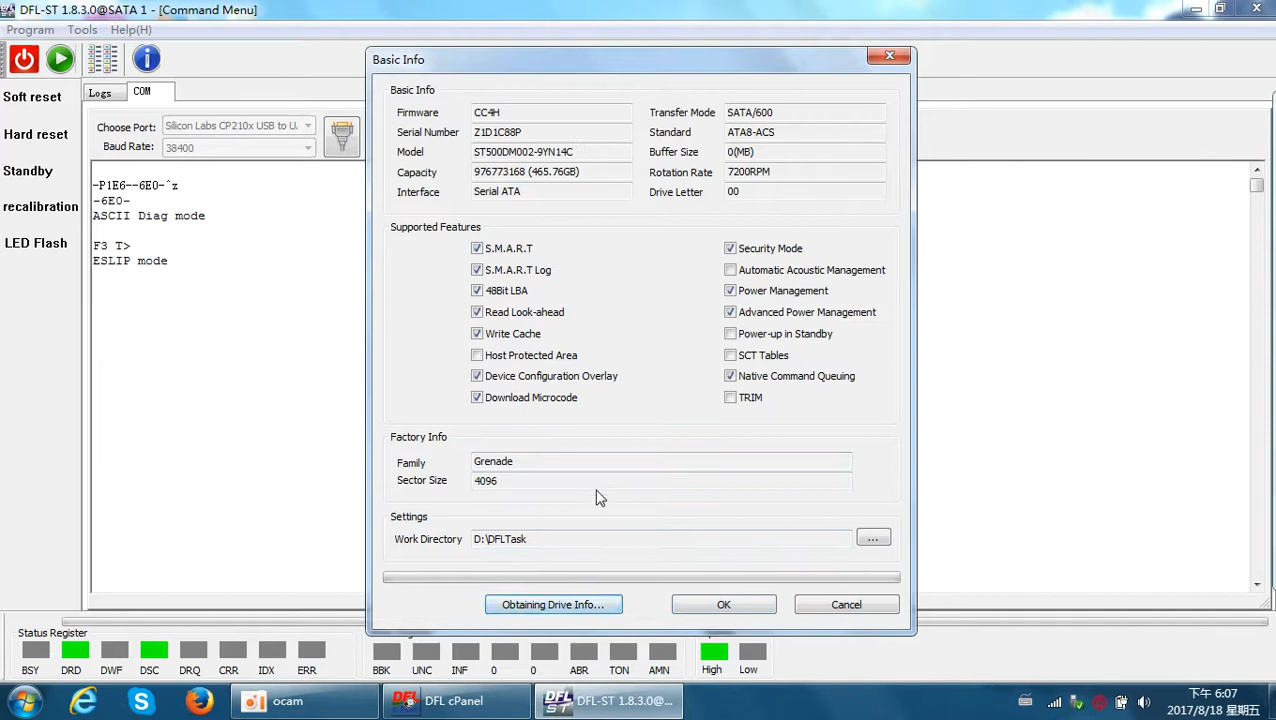 DFL-ST 1.8.3.0@SATA 1 - [Command Menu]
Program Tools Help(H)
Soft reset
Hard reset
Standby
recalibration
LED Flash
Logs COM
Choose Port: Silicon Labs CP210x USB to U
Baud Rate: 38400
-P1E6--6E0-^z
-6E0-
ASCII Diag mode
F3 T>
ESLIP mode
Basic Info
Basic Info
Firmware CC4H Transfer Mode SATA/600
Serial Number Z1D1C88P Standard ATA8-ACS
Model ST500DM002-9YN14C Buffer Size 0(MB)
Capacity 976773168 (465.76GB) Rotation Rate 7200RPM
Interface Serial ATA Drive Letter 00
Supported Features
S.M.A.R.T Security Mode
S.M.A.R.T Log Automatic Acoustic Management
48Bit LBA Power Management
Read Look-ahead Advanced Power Management
Write Cache Power-up in Standby
Host Protected Area SCT Tables
Device Configuration Overlay Native Command Queuing
Download Microcode TRIM
Factory Info
Family Grenade
Sector Size 4096
Settings
Work Directory D:\DFLTask ...
Obtaining Drive Info... OK Cancel
Status Register
BSY DRD DWF DSC DRQ CRR IDX ERR BBK UNC INF 0 0 ABR TON AMN High Low
ocam DFL cPanel DFL-ST 1.8.3.0@... 下午 6:07
2017/8/18 星期五